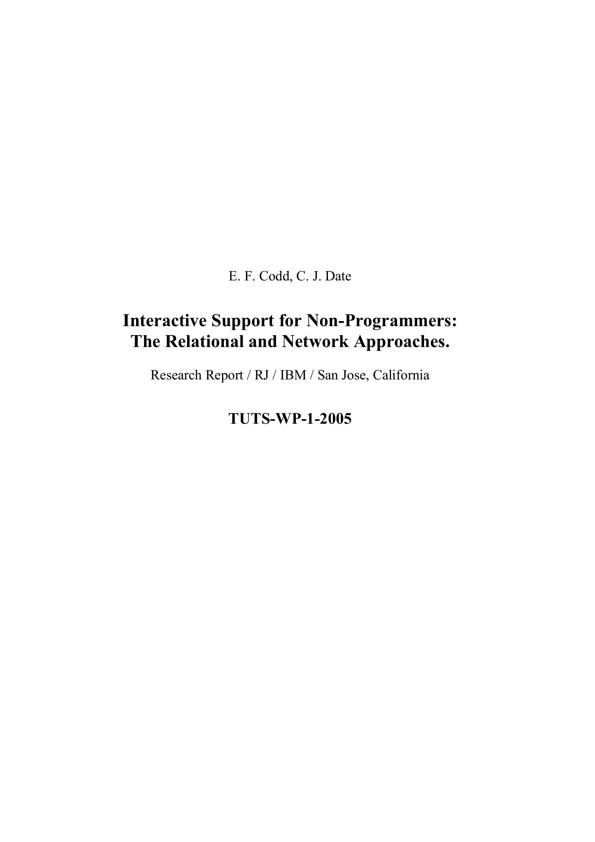 E. F. Codd, C. J. Date
Interactive Support for Non-Programmers:
The Relational and Network Approaches.
Research Report / RJ / IBM / San Jose, California
TUTS-WP-1-2005